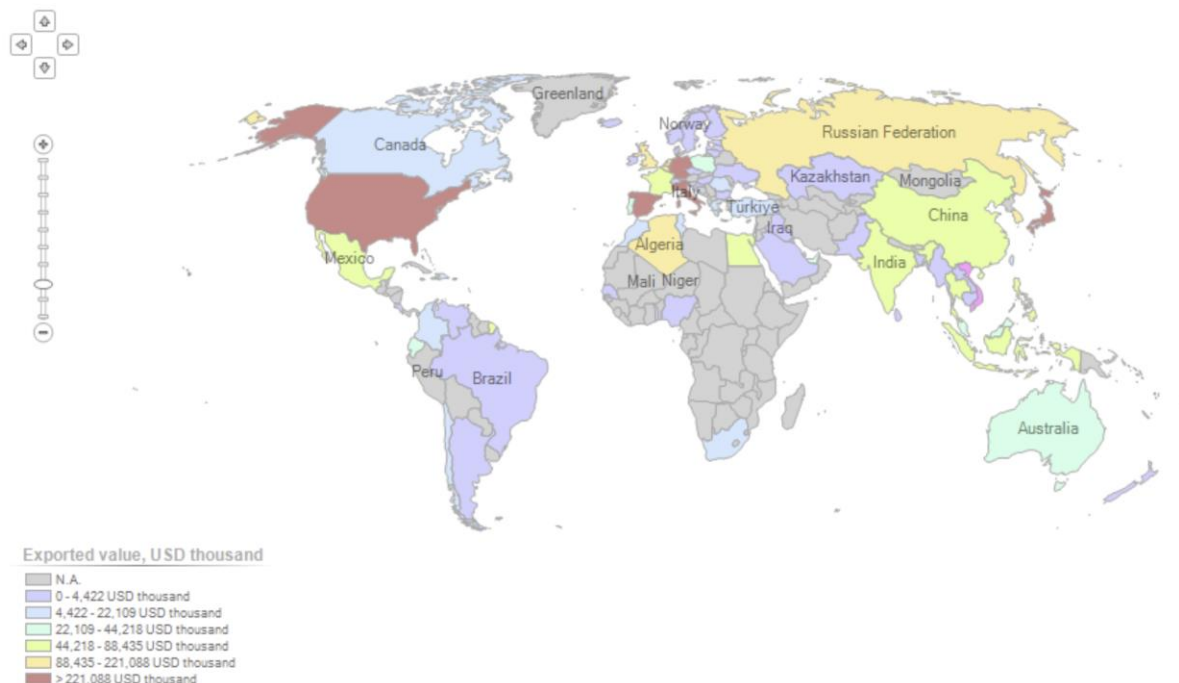 Greenland
Norway
Russian Federation
Canada
Kazakhstan
Mongolia
Italy
Türkiye
China
Iraq
Algeria
Mexico
India
Mali
Niger
Peru
Brazil
Australia
Exported value, USD thousand
N.A.
0 - 4,422 USD thousand
4,422 - 22,109 USD thousand
22,109 - 44,218 USD thousand
44,218 - 88,435 USD thousand
88,435 - 221,088 USD thousand
> 221,088 USD thousand